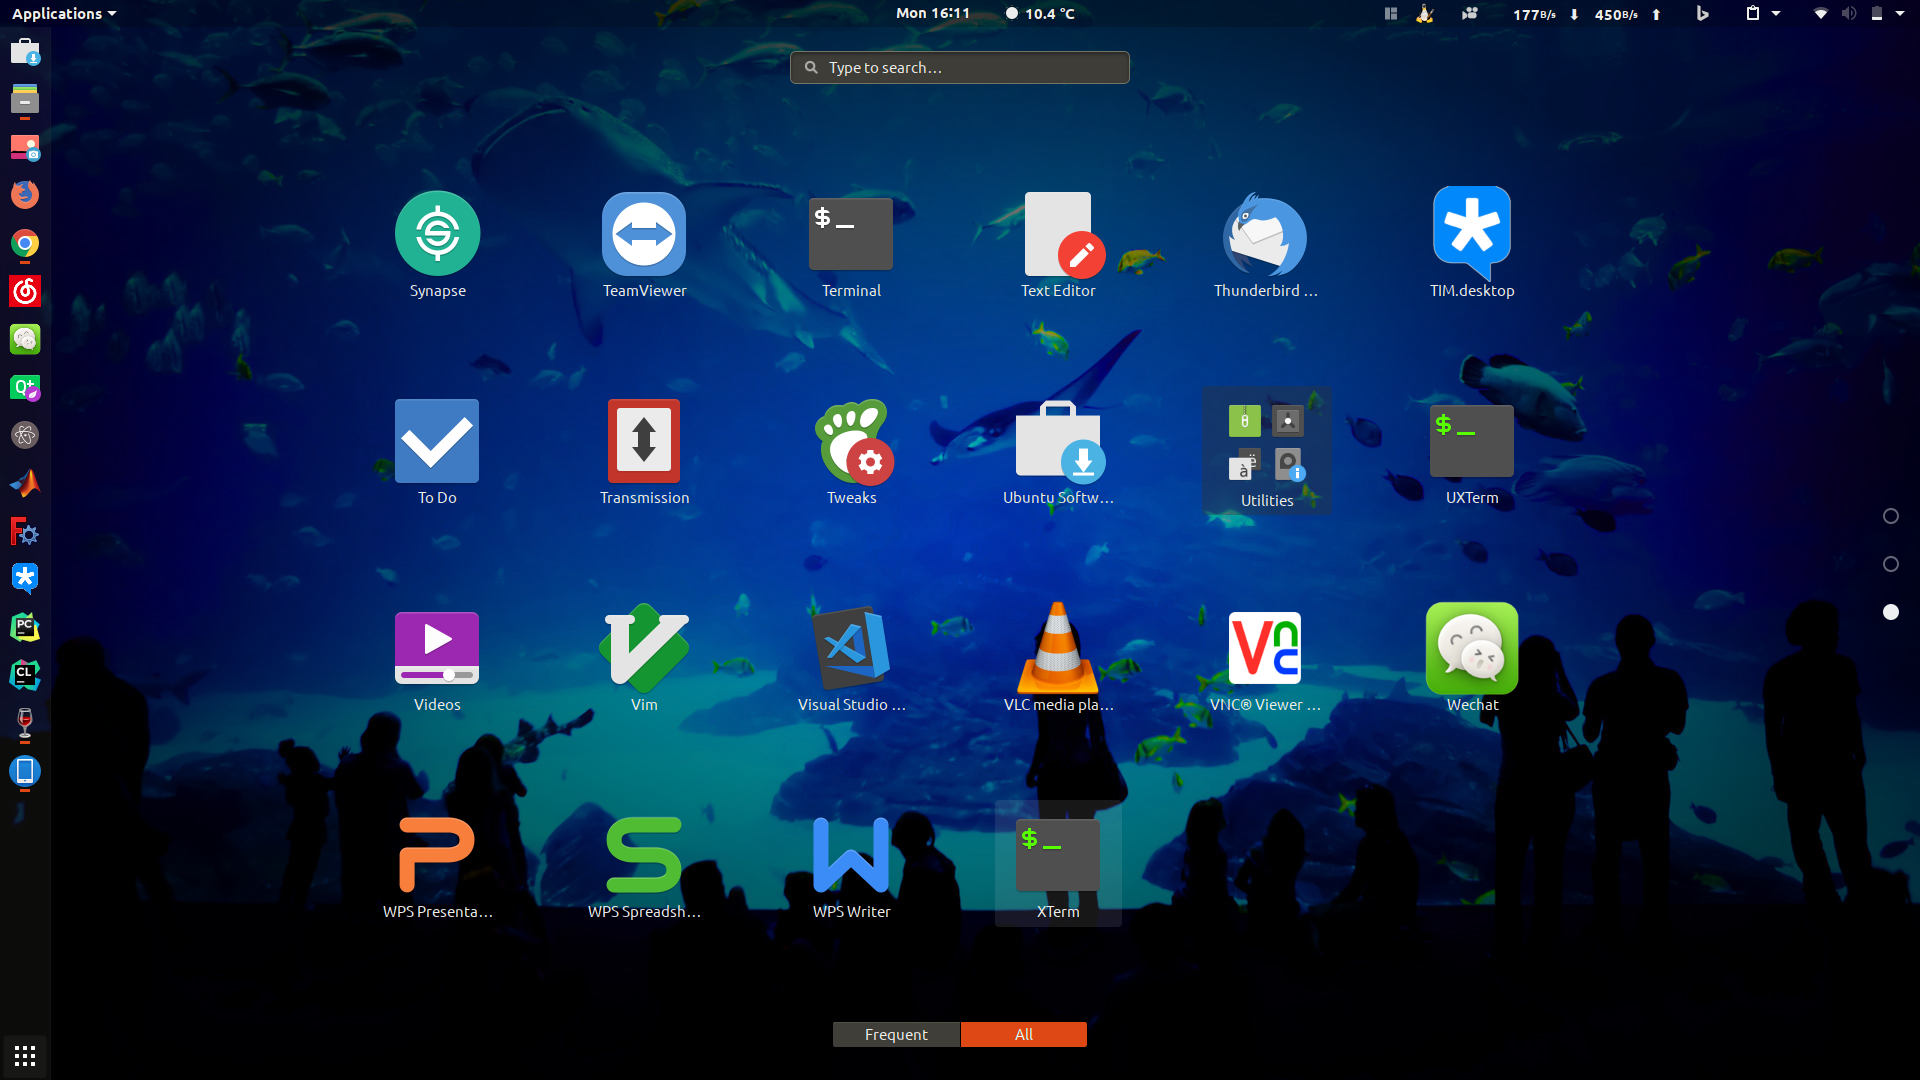 Applications
Mon 16:11
10.4 °C
177B/s
450B/s
Type to search…
Synapse
TeamViewer
Terminal
Text Editor
Thunderbird …
TIM.desktop
To Do
Transmission
Tweaks
Ubuntu Softw…
Utilities
UXTerm
Videos
Vim
Visual Studio …
VLC media pla…
VNC® Viewer …
Wechat
WPS Presenta…
WPS Spreadsh…
WPS Writer
XTerm
Frequent
All